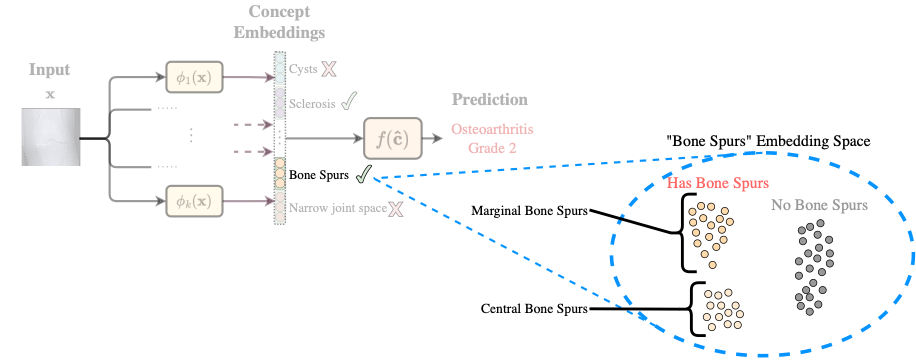 Concept
Embeddings
Input
x
ϕ₁(x)
.....
⋮
.....
ϕₖ(x)
Cysts
Sclerosis
⋮
Bone Spurs
Narrow joint space
f(ĉ)
Prediction
Osteoarthritis
Grade 2
"Bone Spurs" Embedding Space
Has Bone Spurs
No Bone Spurs
Marginal Bone Spurs
Central Bone Spurs